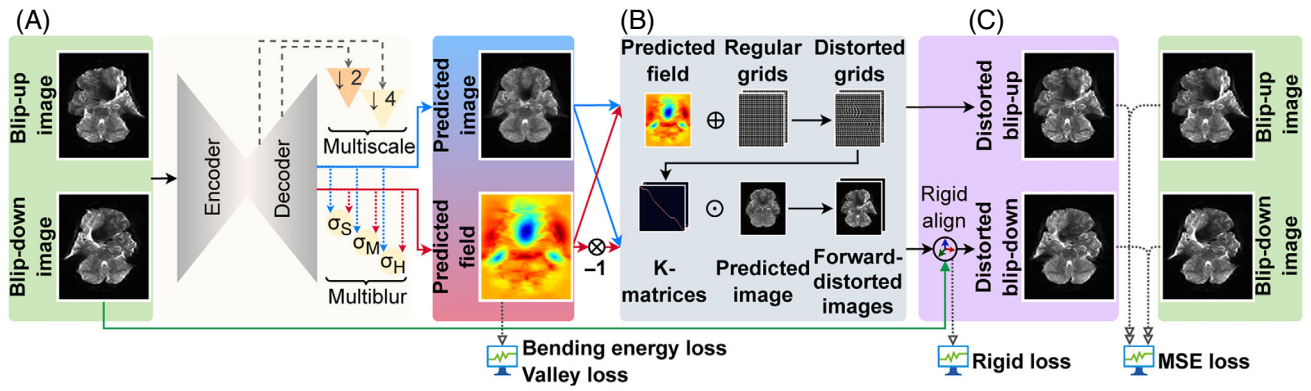 (A)
(B)
(C)
Blip-up
image
Blip-down
image
Encoder
Decoder
↓ 2
↓ 4
Multiscale
σS
σM
σH
Multiblur
Predicted
image
Predicted
field
−1
Predicted
field
Regular
grids
Distorted
grids
K-
matrices
Predicted
image
Forward-
distorted
images
Rigid
align
Distorted
blip-up
Distorted
blip-down
Blip-up
image
Blip-down
image
Bending energy loss
Valley loss
Rigid loss
MSE loss